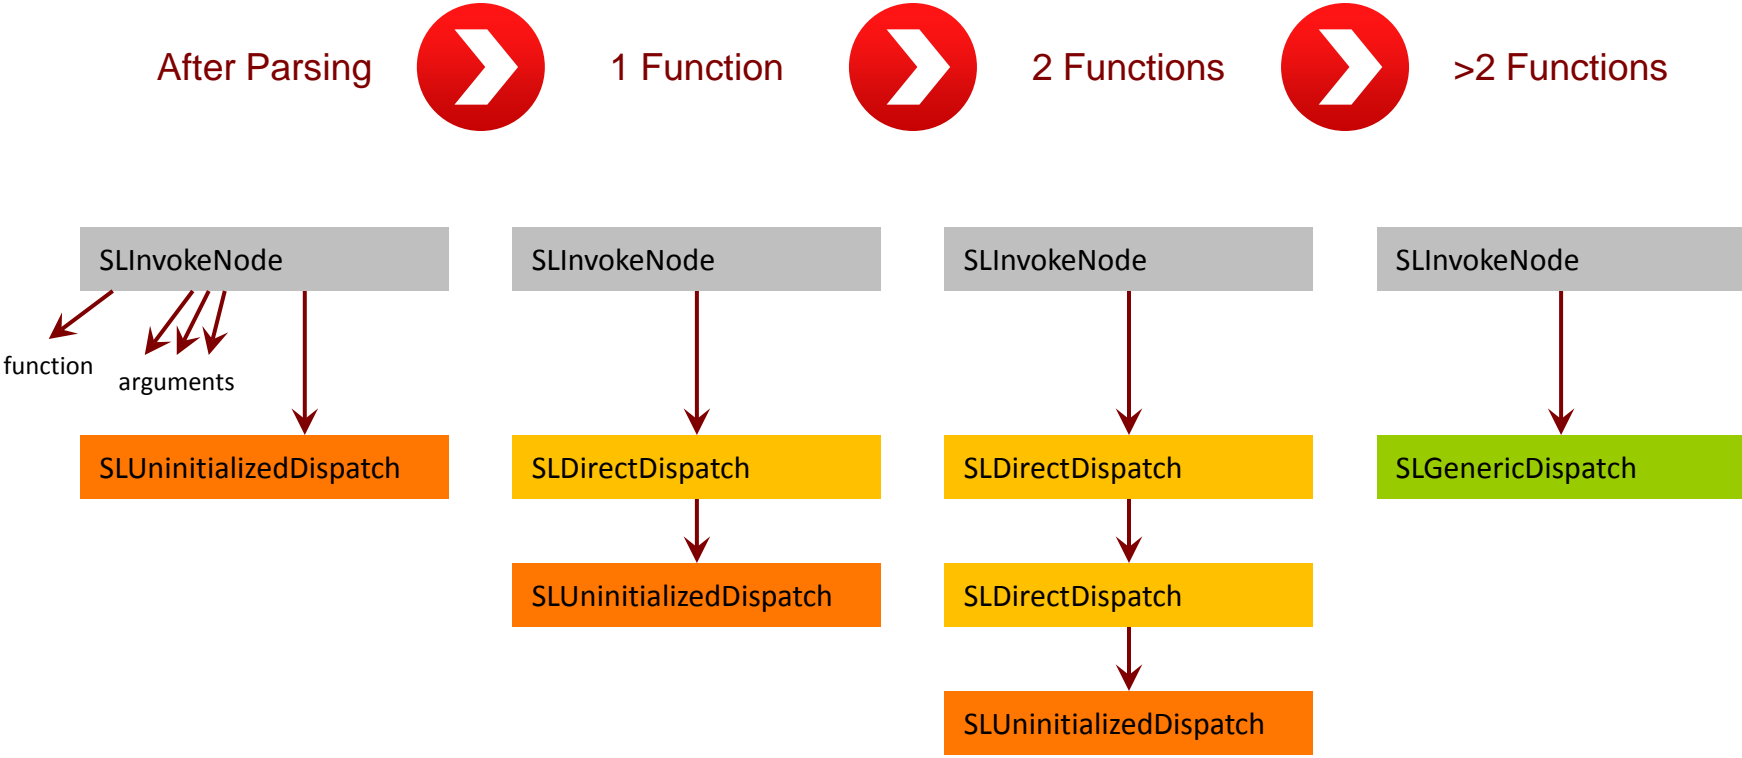 After Parsing
1 Function
2 Functions
>2 Functions
SLInvokeNode
SLInvokeNode
SLInvokeNode
SLInvokeNode
function
arguments
SLUninitializedDispatch
SLDirectDispatch
SLDirectDispatch
SLGenericDispatch
SLUninitializedDispatch
SLDirectDispatch
SLUninitializedDispatch